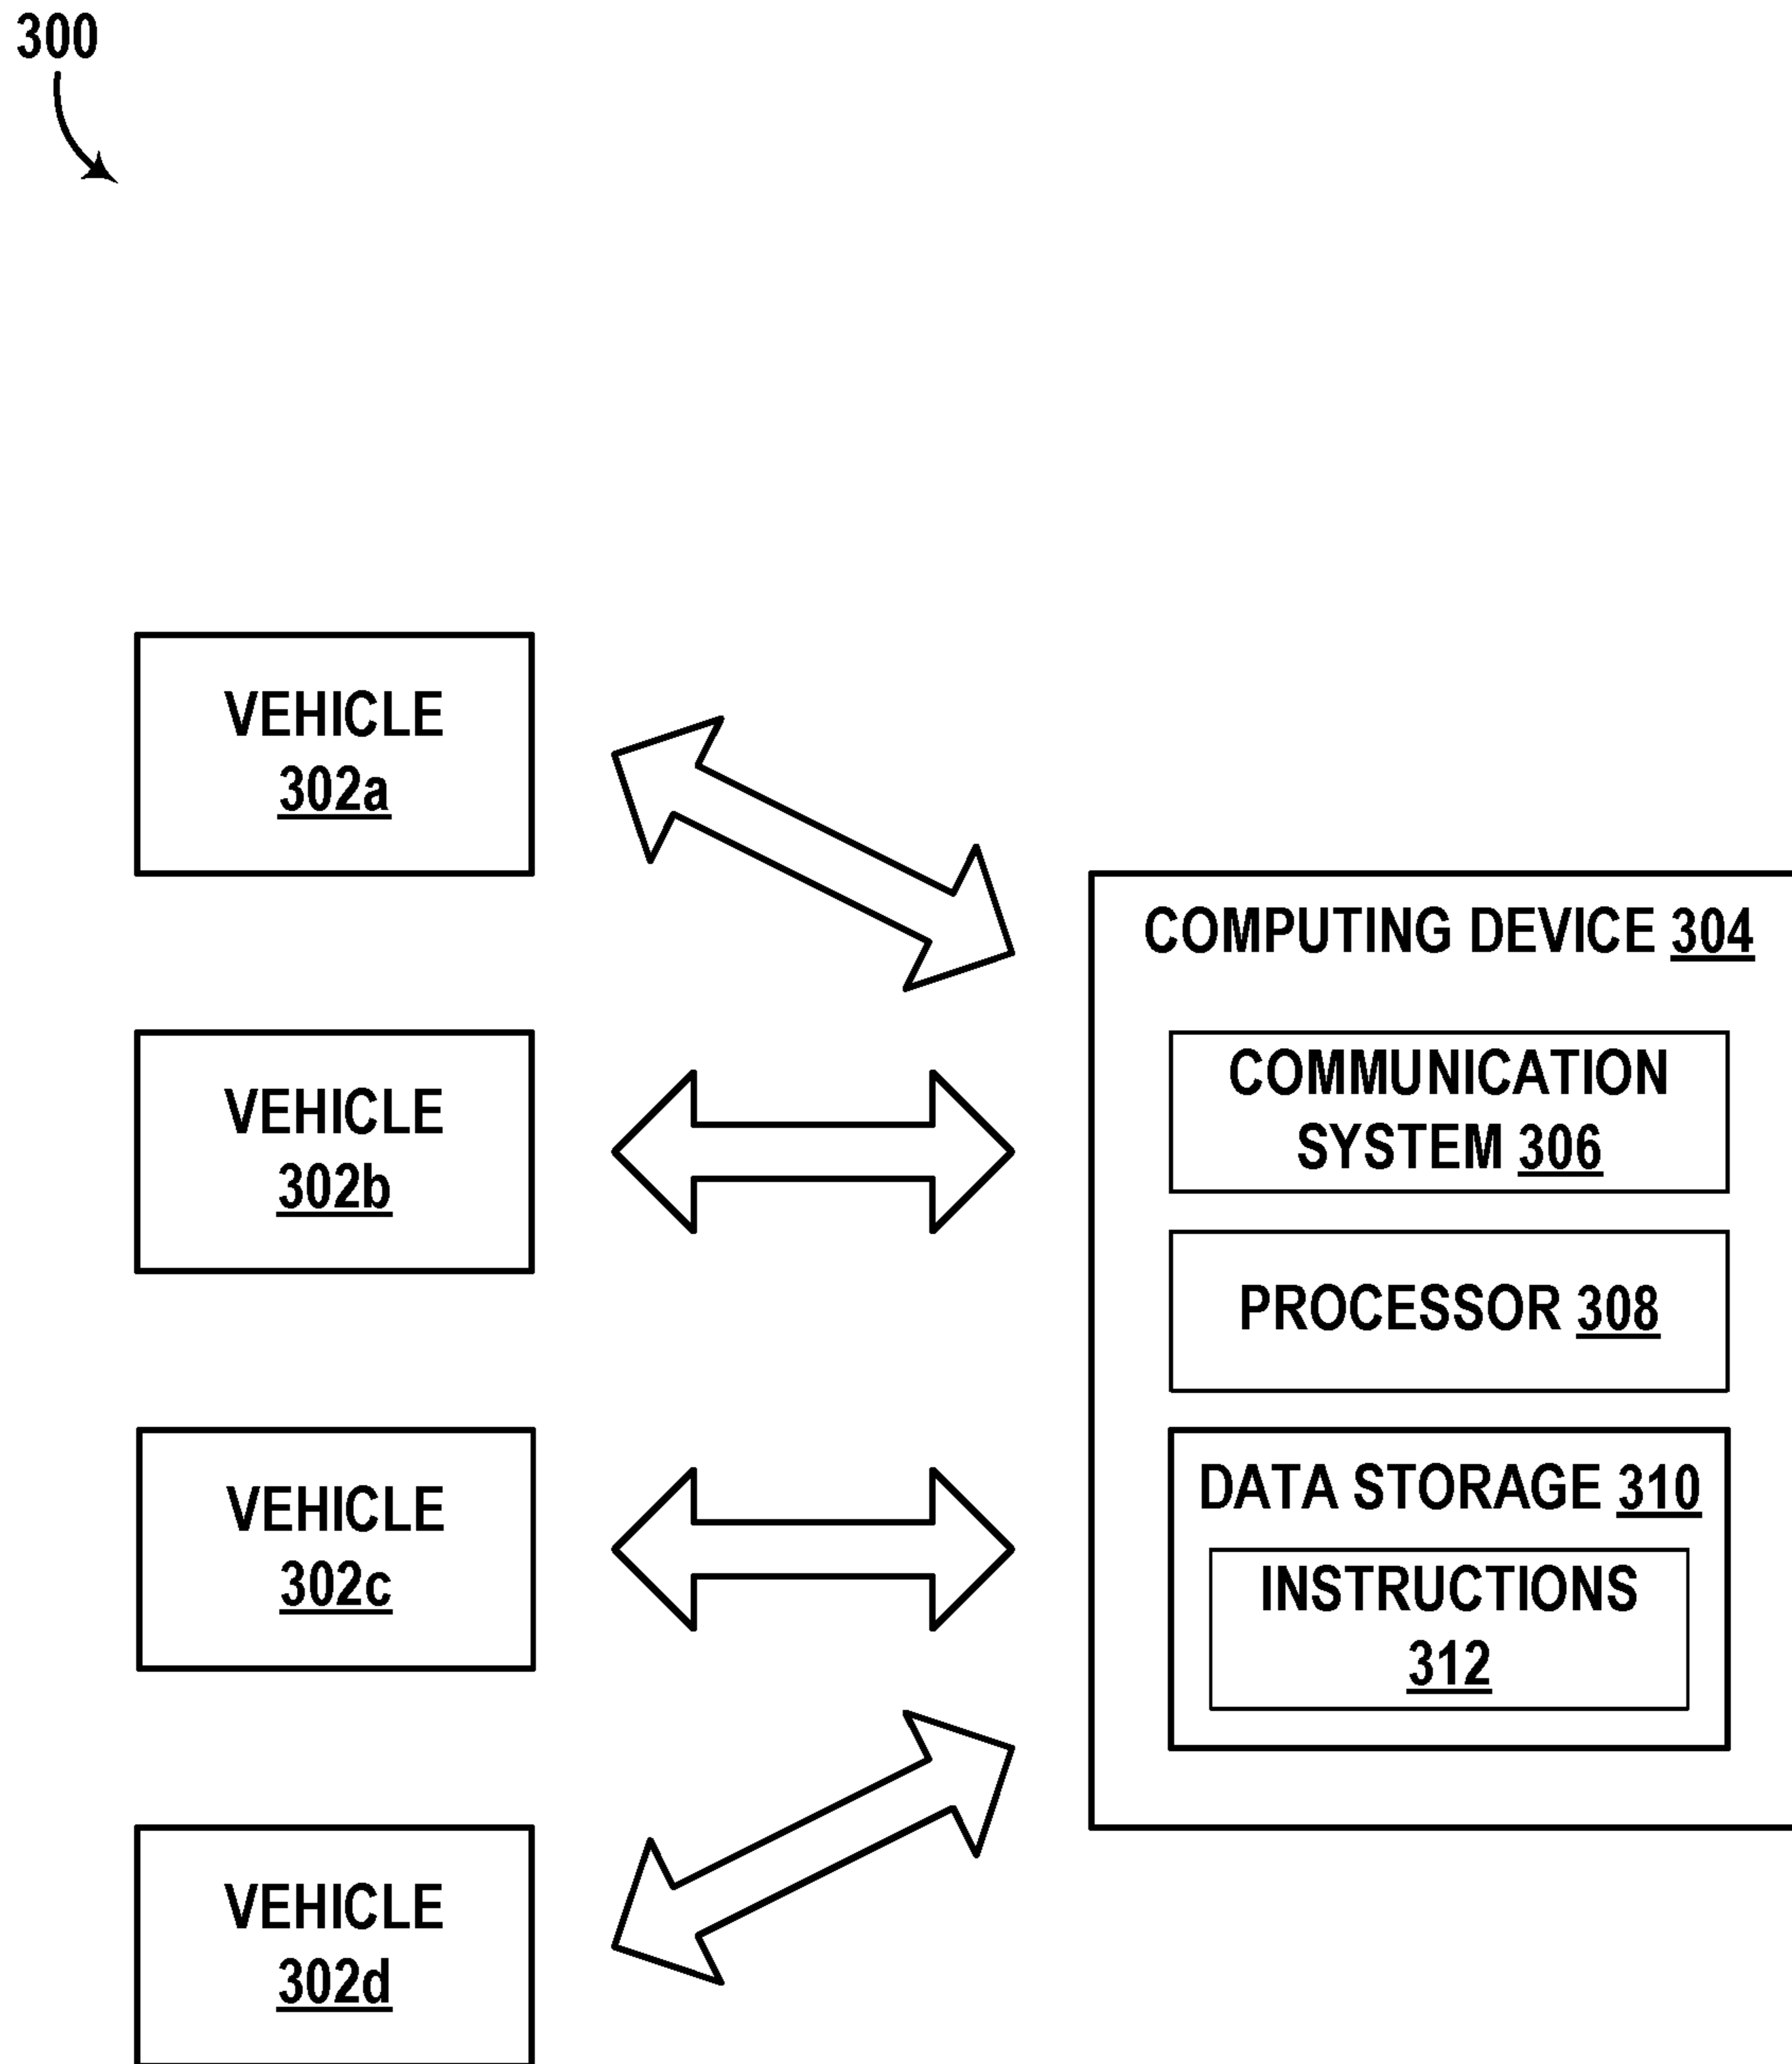 300
VEHICLE
302a
COMPUTING DEVICE 304
COMMUNICATION
SYSTEM 306
VEHICLE
302b
PROCESSOR 308
DATA STORAGE 310
VEHICLE
302c
INSTRUCTIONS
312
VEHICLE
302d